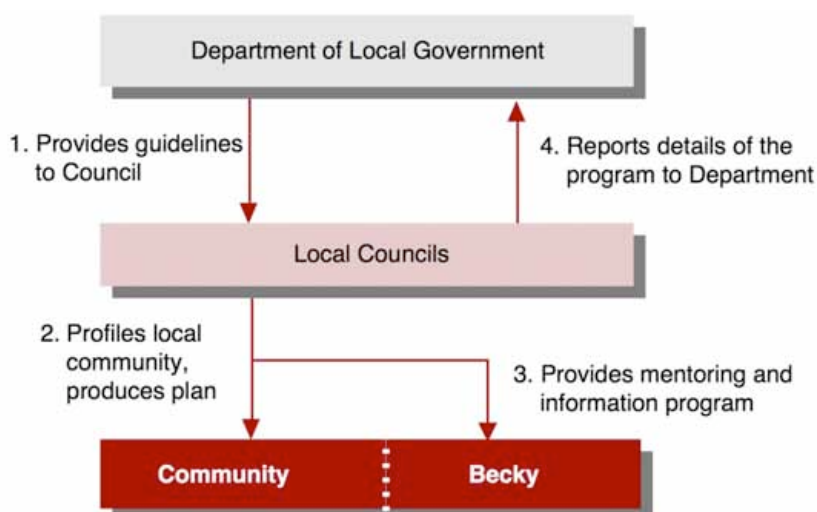 Department of Local Government
1. Provides guidelines
to Council
4. Reports details of the
program to Department
Local Councils
2. Profiles local
community,
produces plan
3. Provides mentoring and
information program
Community
Becky